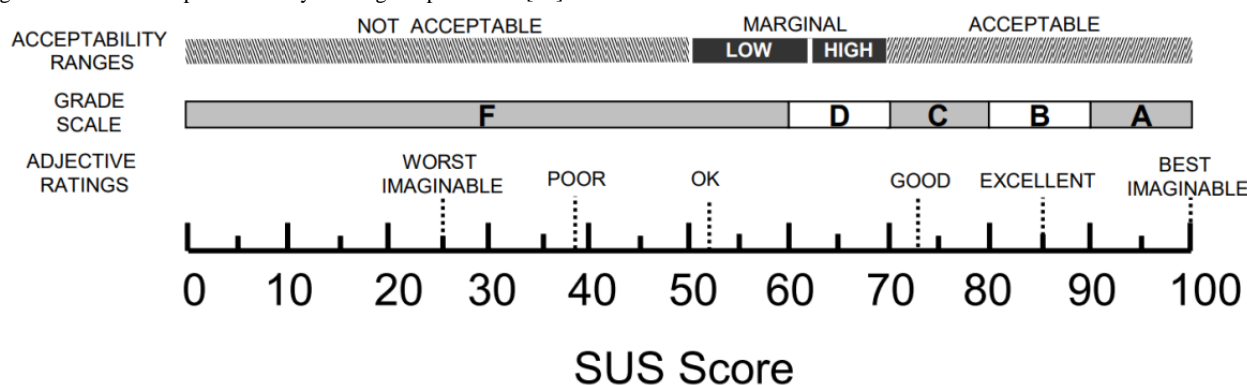 NOT ACCEPTABLE
MARGINAL
ACCEPTABLE
ACCEPTABILITY
RANGES
LOW
HIGH
GRADE
SCALE
F
D
C
B
A
ADJECTIVE
RATINGS
WORST
IMAGINABLE
POOR
OK
GOOD
EXCELLENT
BEST
IMAGINABLE
0 10 20 30 40 50 60 70 80 90 100
SUS Score